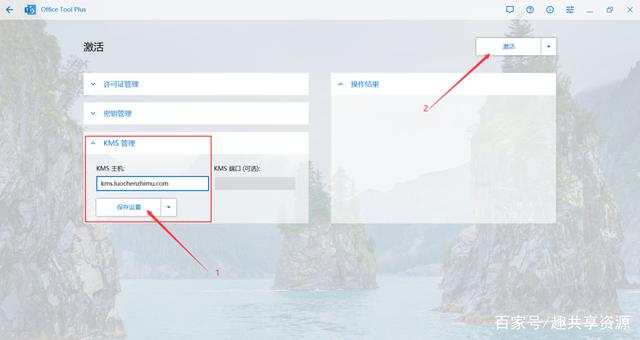 Office Tool Plus
激活
激活
许可证管理
操作结果
密钥管理
KMS 管理
KMS 主机:
KMS 端口 (可选):
kms.luochenzhimu.com
保存设置
1
2
百家号/趣共享资源